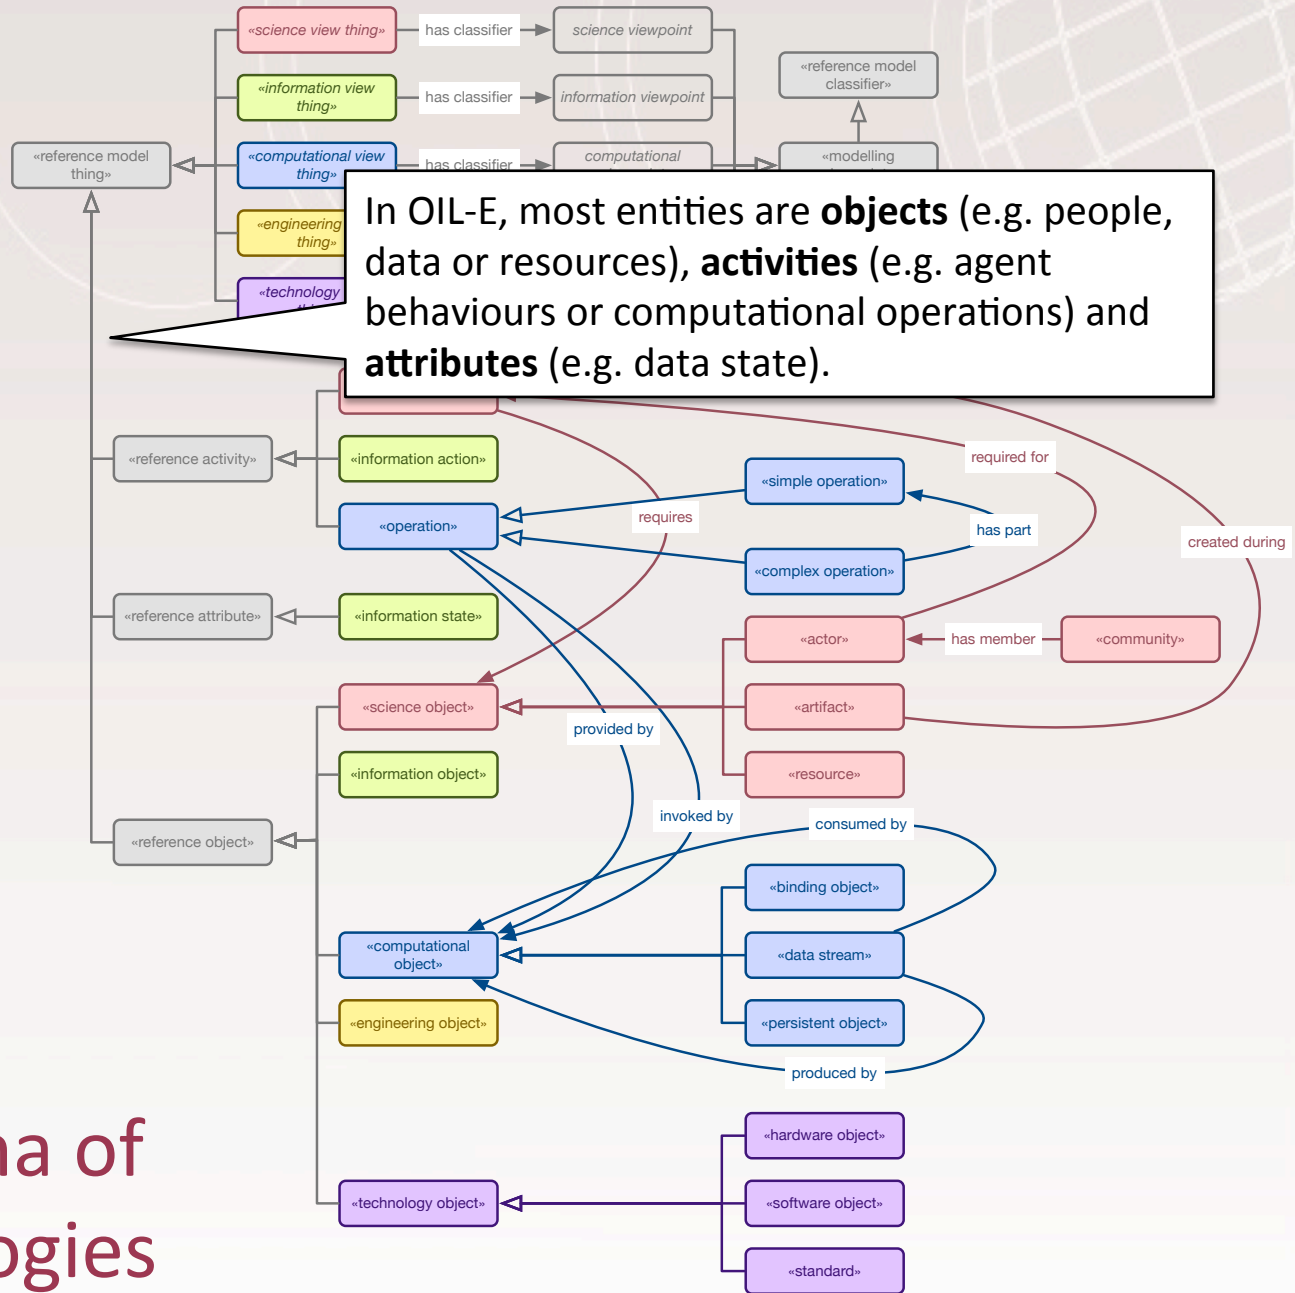 «science view thing»
has classifier
science viewpoint
«information view
thing»
has classifier
information viewpoint
«reference model
classifier»
«reference model
thing»
«computational view
thing»
has classifier
computational
«modelling
«engineering
thing»
«technology
In OIL-E, most entities are objects (e.g. people,
data or resources), activities (e.g. agent
behaviours or computational operations) and
attributes (e.g. data state).
«reference activity»
«information action»
«operation»
requires
«simple operation»
required for
has part
«complex operation»
created during
«reference attribute»
«information state»
«actor»
has member
«community»
«science object»
«artifact»
provided by
«information object»
«resource»
invoked by
consumed by
«reference object»
«binding object»
«computational
object»
«data stream»
«engineering object»
«persistent object»
produced by
«hardware object»
«technology object»
«software object»
«standard»
na of
ogies